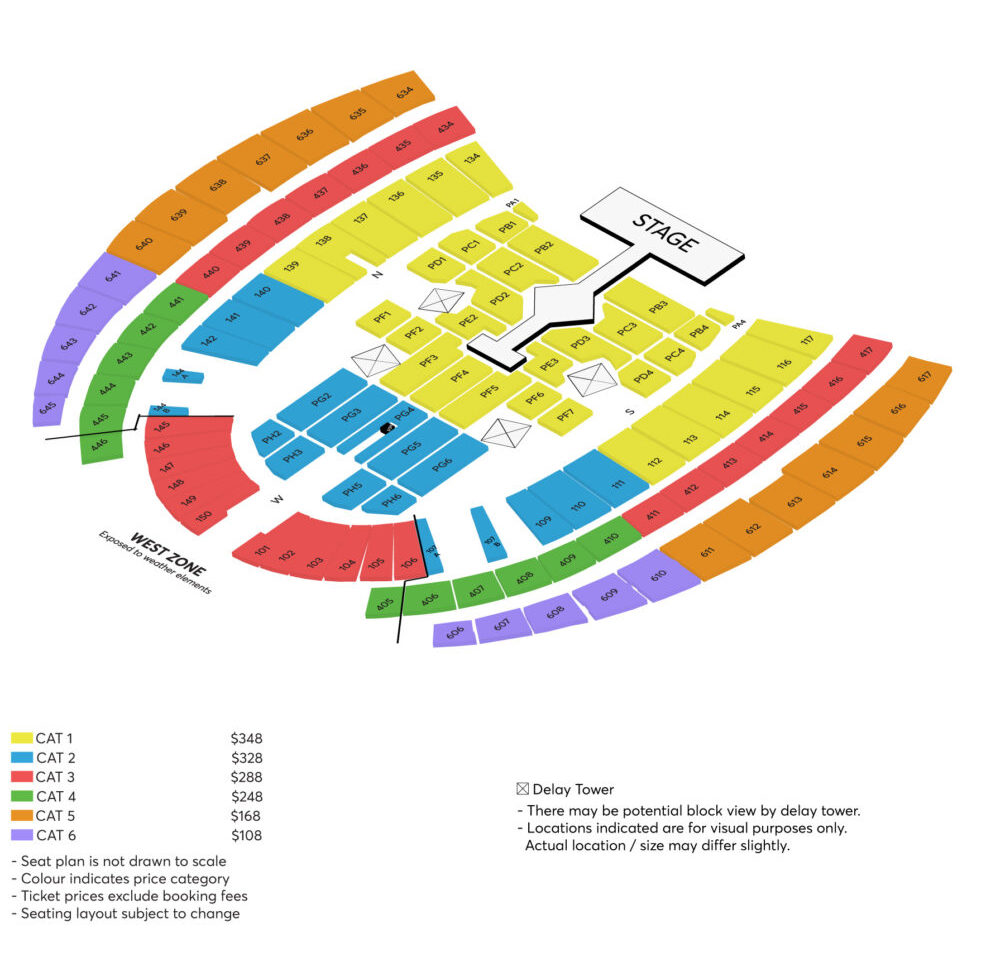 634
635
636
637
638
639
640
641
642
643
644
645
434
435
436
437
438
439
440
441
442
443
444
445
446
134
135
136
137
138
139
140
141
142
144
A
144
B
145
146
147
148
149
150
N
STAGE
PA1
PB1
PB2
PC1
PC2
PD1
PD2
PE2
PF1
PF2
PF3
PF4
PF5
PF6
PF7
PE3
PD3
PC3
PB3
PB4
PA4
PC4
PD4
PG2
PG3
PG4
PG5
PG6
PH2
PH3
PH5
PH6
S
W
WEST ZONE
Exposed to weather elements
101
102
103
104
105
106
107
A
107
B
109
110
111
112
113
114
115
116
117
405
406
407
408
409
410
411
412
413
414
415
416
417
606
607
608
609
610
611
612
613
614
615
616
617
CAT 1 $348
CAT 2 $328
CAT 3 $288
CAT 4 $248
CAT 5 $168
CAT 6 $108
- Seat plan is not drawn to scale
- Colour indicates price category
- Ticket prices exclude booking fees
- Seating layout subject to change
Delay Tower
- There may be potential block view by delay tower.
- Locations indicated are for visual purposes only.
Actual location / size may differ slightly.